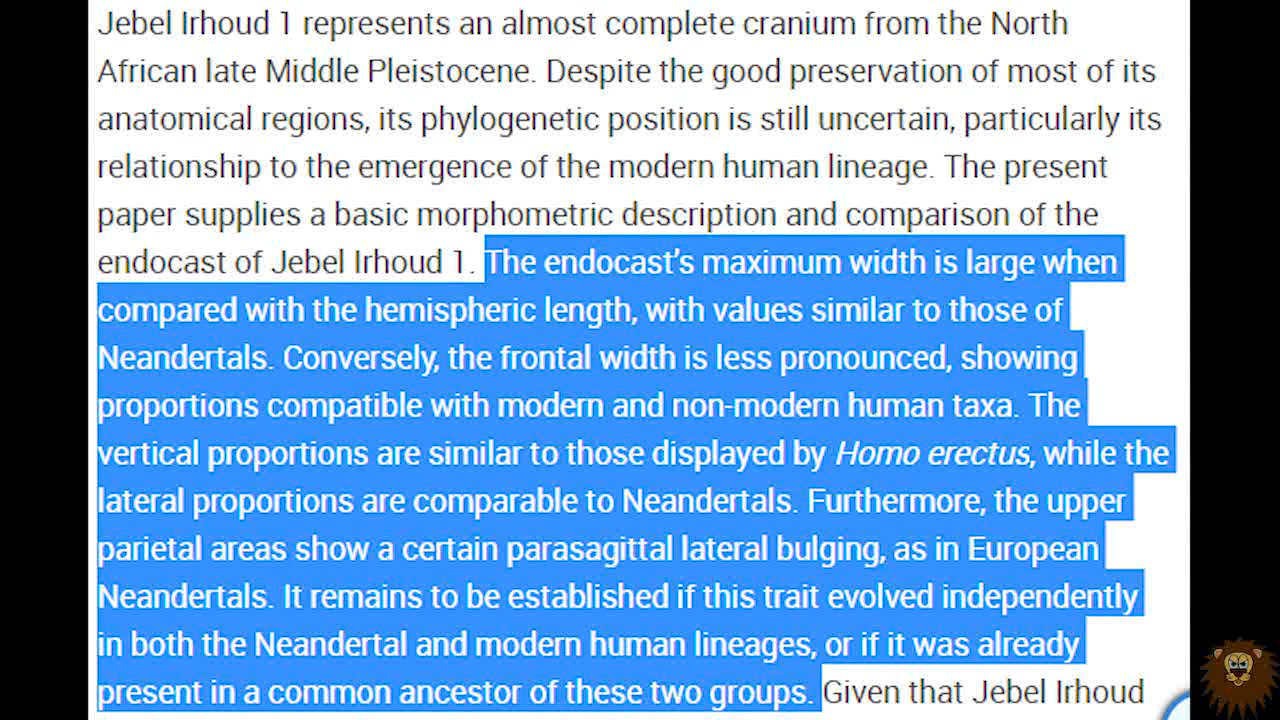 Jebel Irhoud 1 represents an almost complete cranium from the North
African late Middle Pleistocene. Despite the good preservation of most of its
anatomical regions, its phylogenetic position is still uncertain, particularly its
relationship to the emergence of the modern human lineage. The present
paper supplies a basic morphometric description and comparison of the
endocast of Jebel Irhoud 1. The endocast's maximum width is large when
compared with the hemispheric length, with values similar to those of
Neandertals. Conversely, the frontal width is less pronounced, showing
proportions compatible with modern and non-modern human taxa. The
vertical proportions are similar to those displayed by Homo erectus, while the
lateral proportions are comparable to Neandertals. Furthermore, the upper
parietal areas show a certain parasagittal lateral bulging, as in European
Neandertals. It remains to be established if this trait evolved independently
in both the Neandertal and modern human lineages, or if it was already
present in a common ancestor of these two groups. Given that Jebel Irhoud